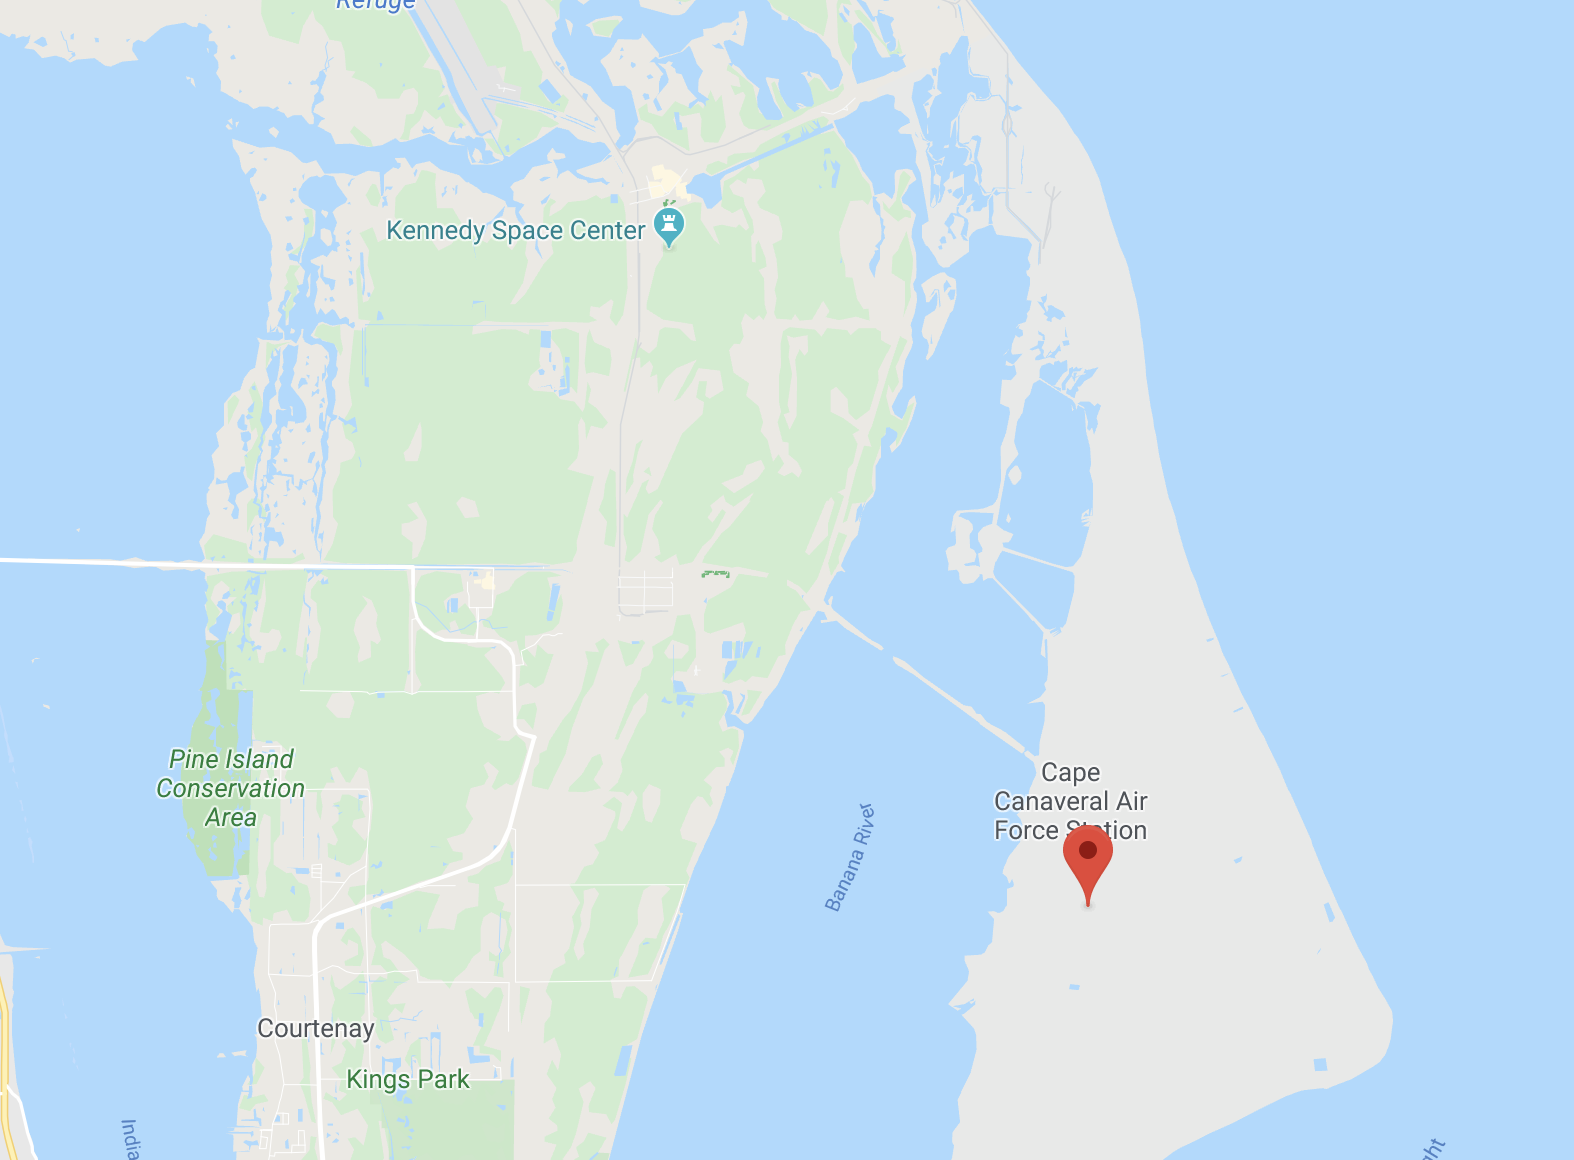 Refuge
Kennedy Space Center
Pine Island
Conservation
Area
Cape
Canaveral Air
Force Station
Banana River
Courtenay
Kings Park
India
ght